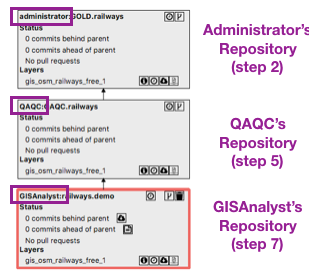 administrator:GOLD.railways
Status
0 commits behind parent
0 commits ahead of parent
No pull requests
Layers
gis_osm_railways_free_1
Administrator's
Repository
(step 2)
QAQC:QAQC.railways
Status
0 commits behind parent
0 commits ahead of parent
No pull requests
Layers
gis_osm_railways_free_1
QAQC's
Repository
(step 5)
GISAnalyst:railways.demo
Status
0 commits behind parent
0 commits ahead of parent
No pull requests
Layers
gis_osm_railways_free_1
GISAnalyst's
Repository
(step 7)